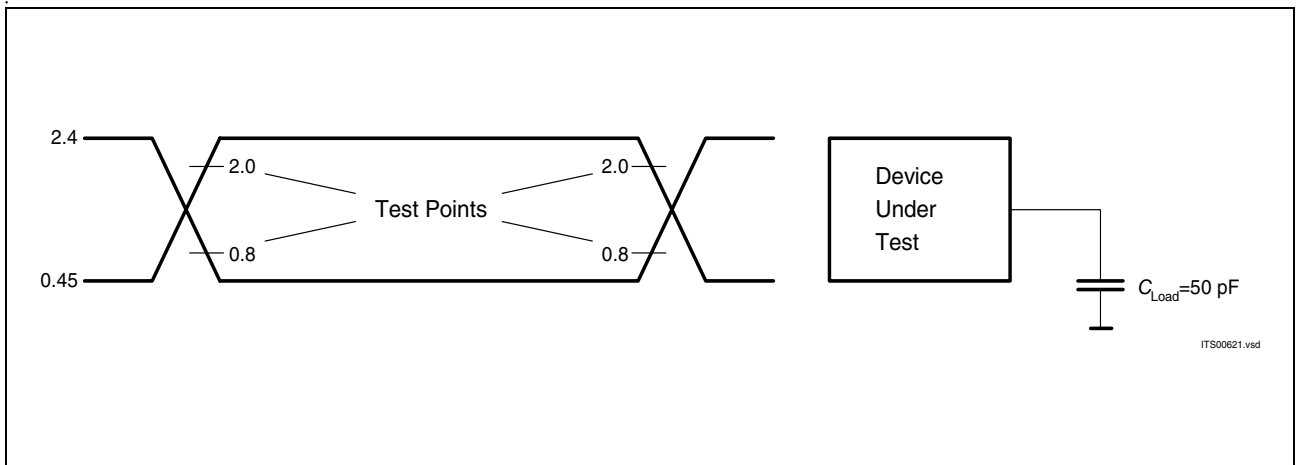 2.4
2.0
2.0
Test Points
0.8
0.8
0.45
Device
Under
Test
C Load=50 pF
ITS00621.vsd